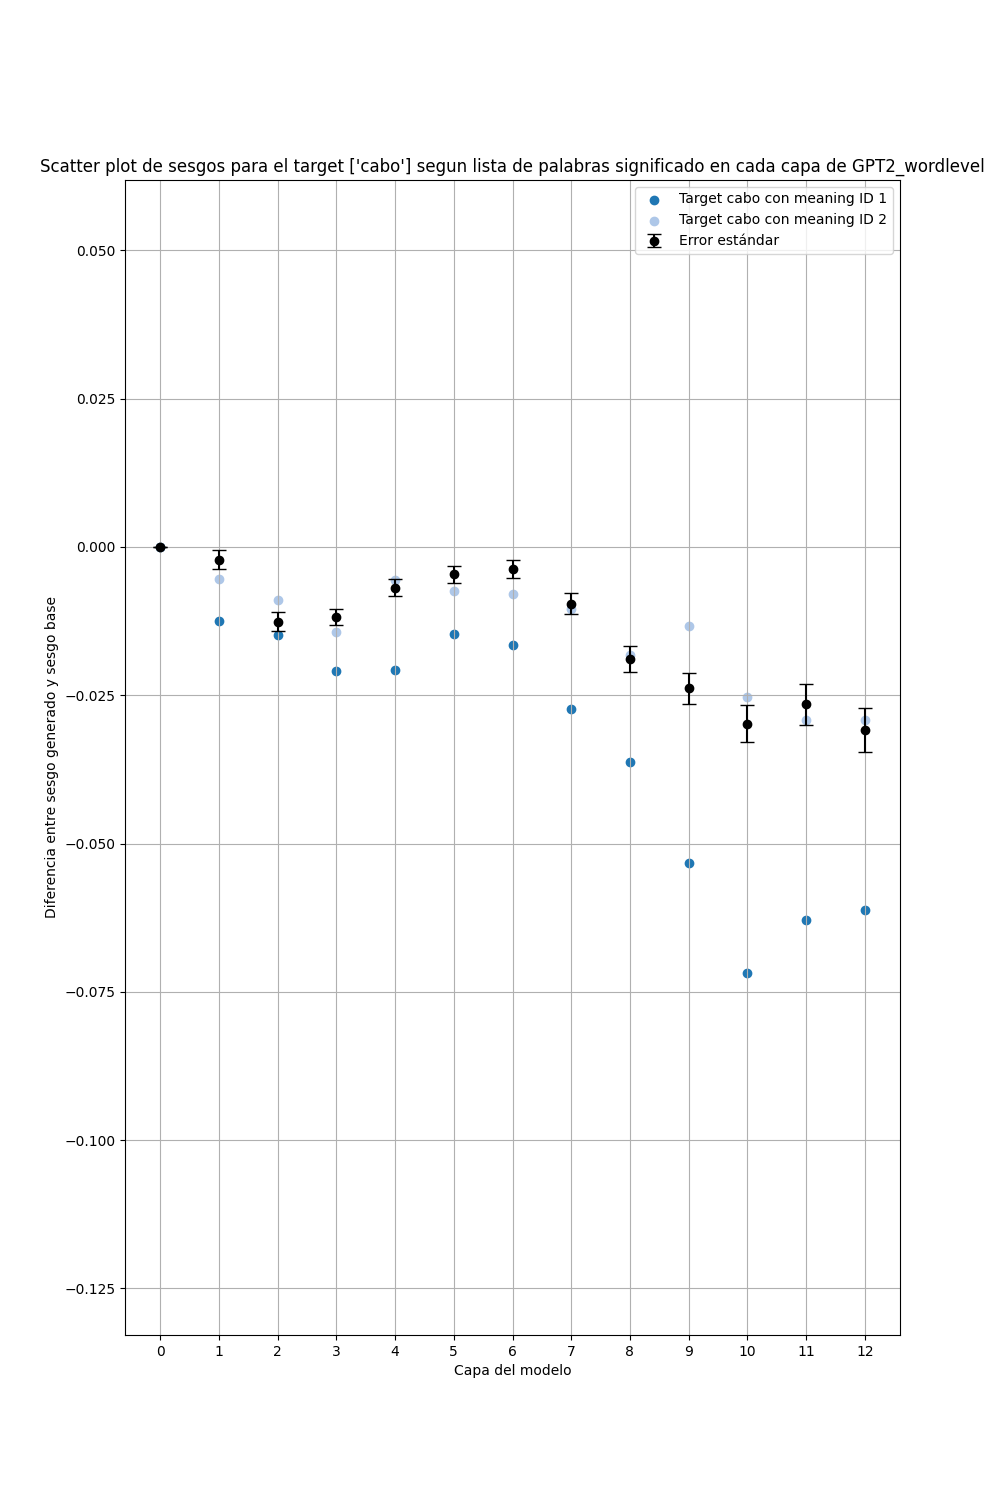 Scatter plot de sesgos para el target ['cabo'] segun lista de palabras significado en cada capa de GPT2_wordlevel
Target cabo con meaning ID 1
Target cabo con meaning ID 2
Error estándar
0.050
0.025
0.000
−0.025
−0.050
−0.075
−0.100
−0.125
Diferencia entre sesgo generado y sesgo base
0 1 2 3 4 5 6 7 8 9 10 11 12
Capa del modelo